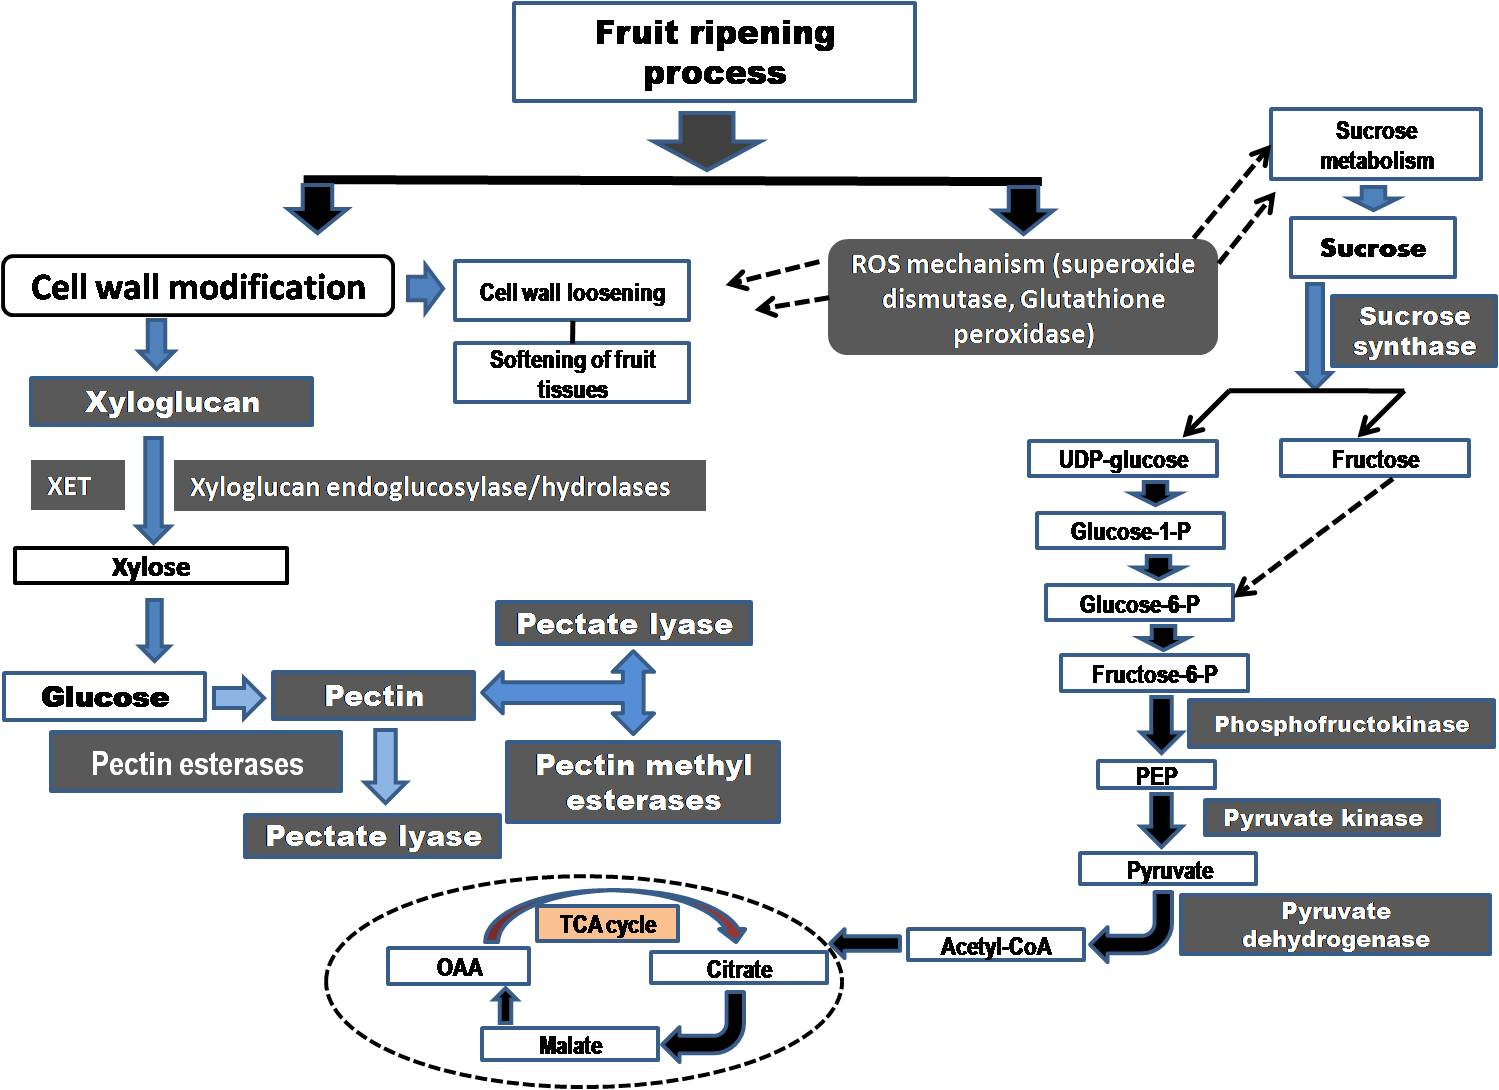 Fruit ripening
process
Sucrose
metabolism
Sucrose
Sucrose
synthase
Cell wall modification
Cell wall loosening
Softening of fruit
tissues
ROS mechanism (superoxide
dismutase, Glutathione
peroxidase)
Xyloglucan
XET
Xyloglucan endoglucosylase/hydrolases
Xylose
Glucose
Pectin
Pectate lyase
Pectin methyl
esterases
Pectin esterases
Pectate lyase
UDP-glucose
Fructose
Glucose-1-P
Glucose-6-P
Fructose-6-P
Phosphofructokinase
PEP
Pyruvate kinase
Pyruvate
Pyruvate
dehydrogenase
Acetyl-CoA
TCA cycle
OAA
Citrate
Malate